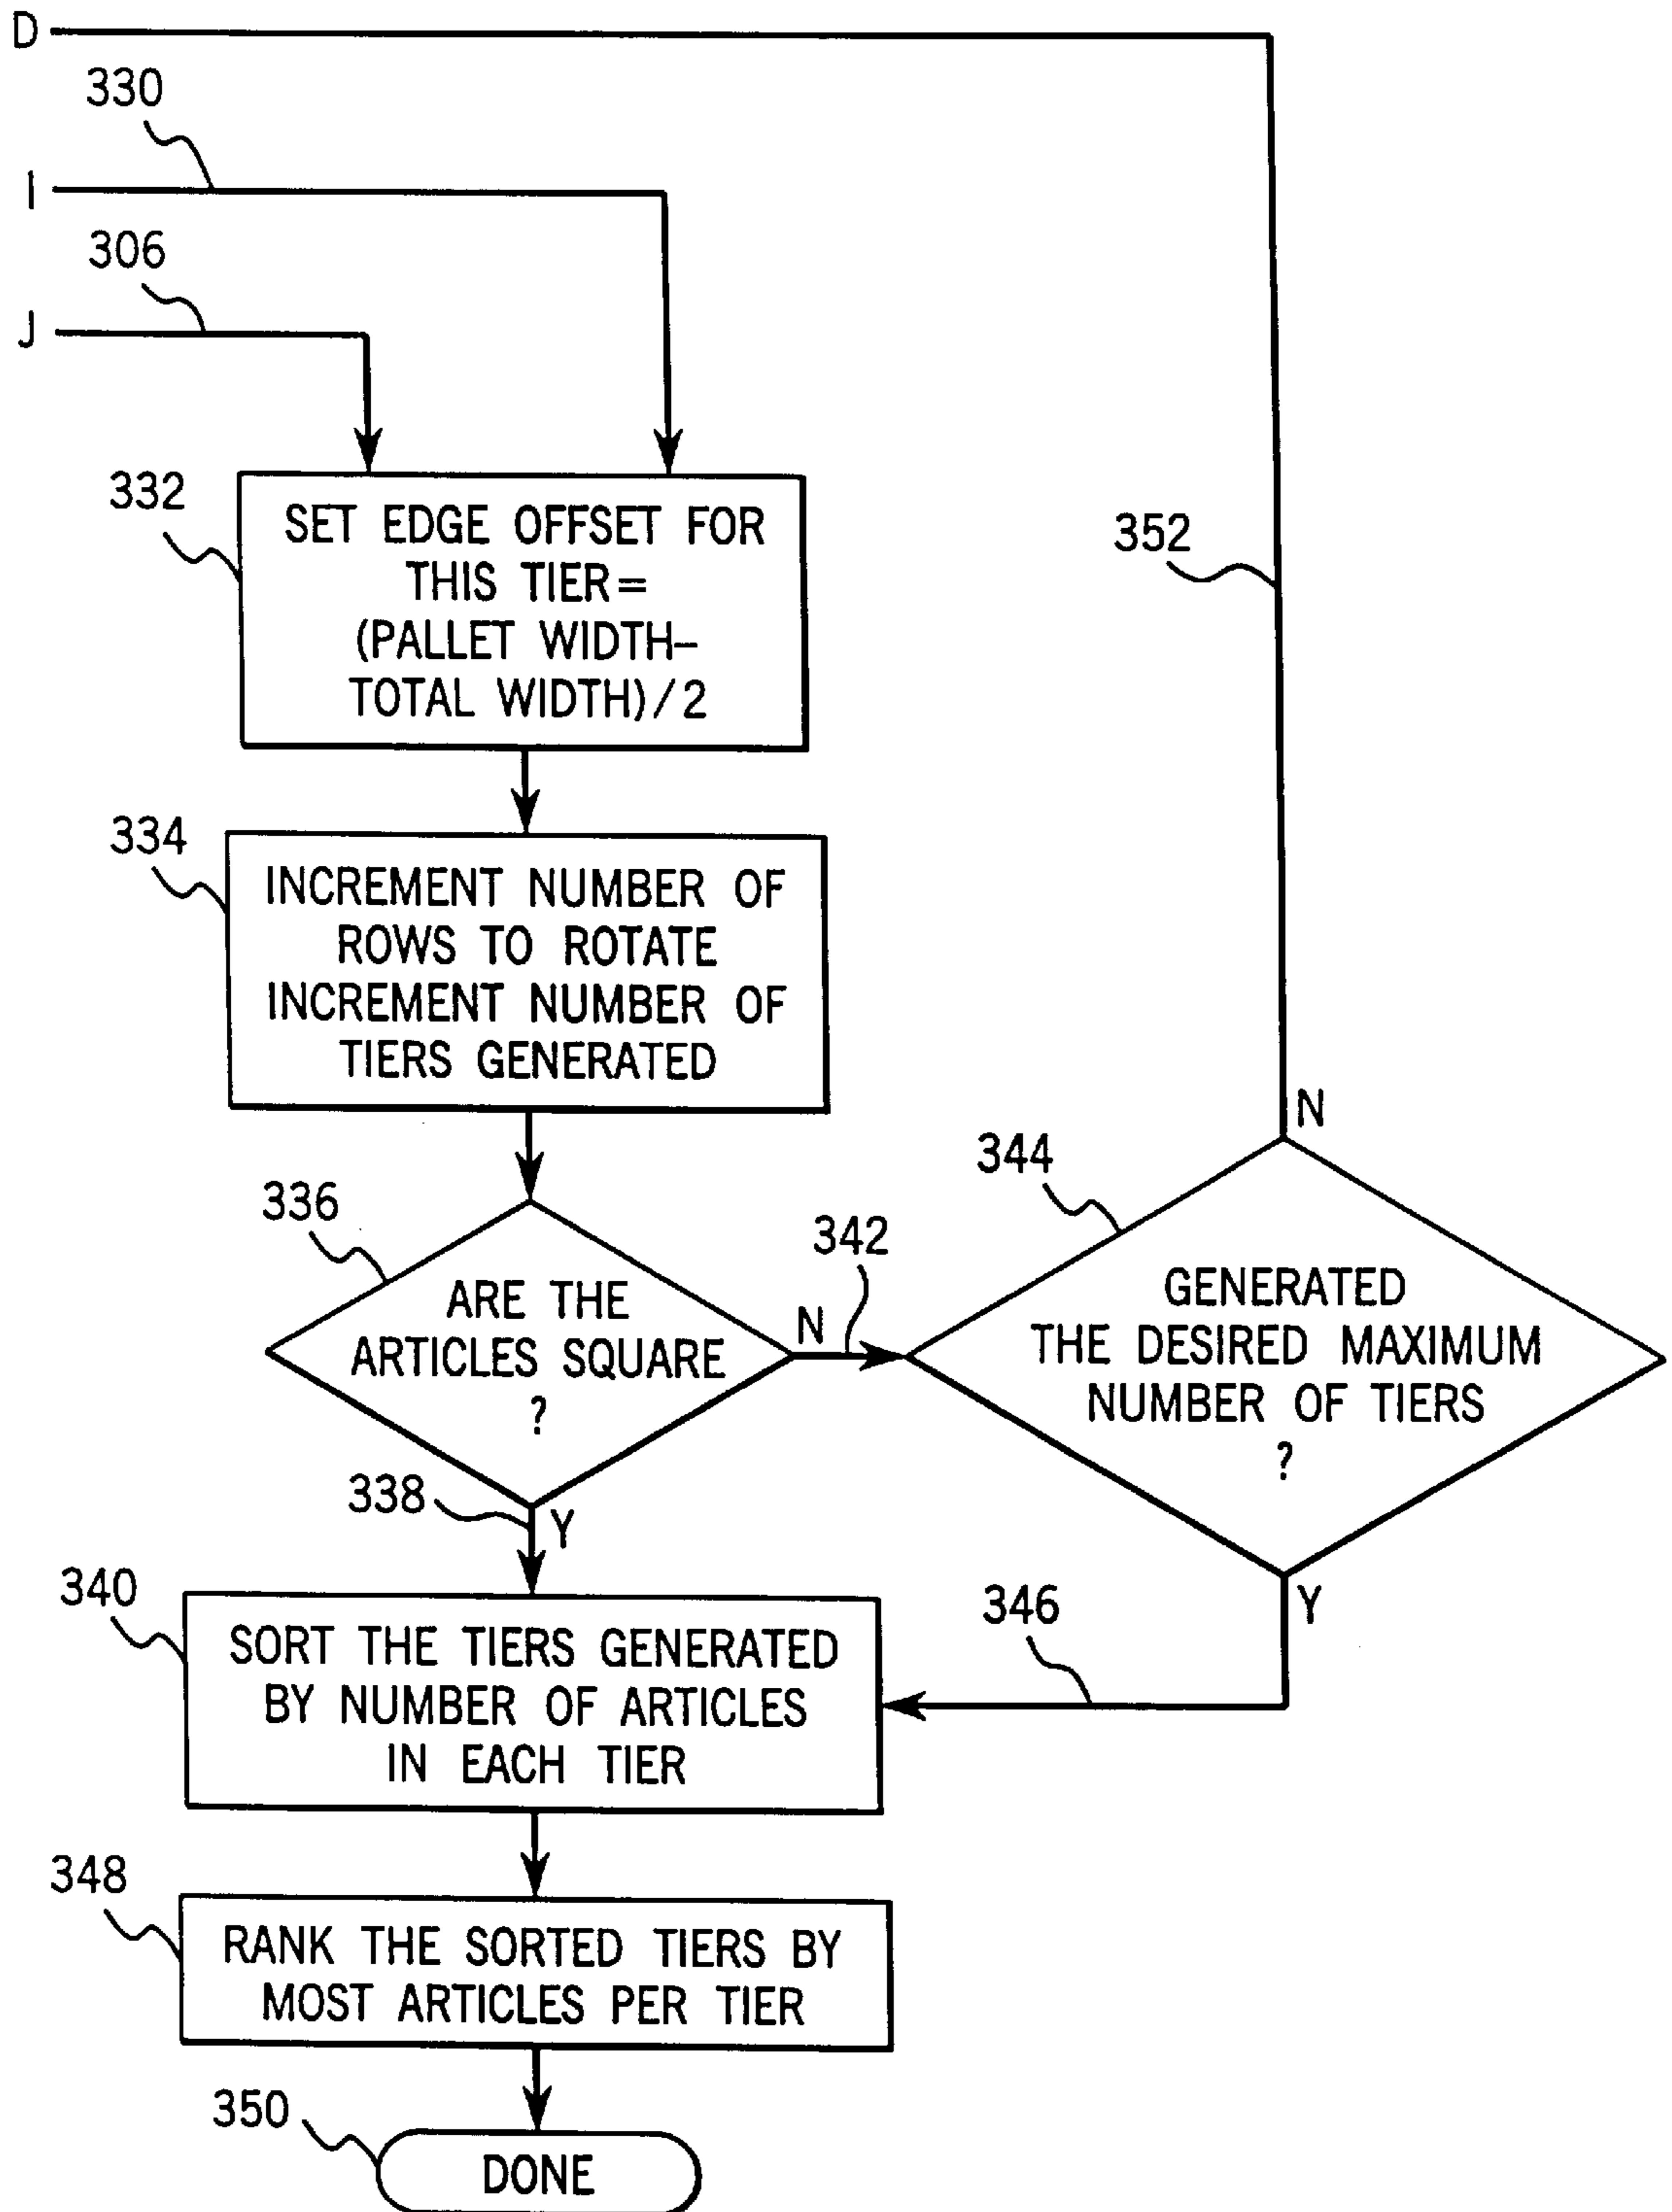 D
330
I
306
J
332
SET EDGE OFFSET FOR
THIS TIER=
(PALLET WIDTH–
TOTAL WIDTH)/2
352
334
INCREMENT NUMBER OF
ROWS TO ROTATE
INCREMENT NUMBER OF
TIERS GENERATED
N
344
336
342
ARE THE
ARTICLES SQUARE
?
N
GENERATED
THE DESIRED MAXIMUM
NUMBER OF TIERS
?
338
Y
Y
340
346
SORT THE TIERS GENERATED
BY NUMBER OF ARTICLES
IN EACH TIER
348
RANK THE SORTED TIERS BY
MOST ARTICLES PER TIER
350
DONE